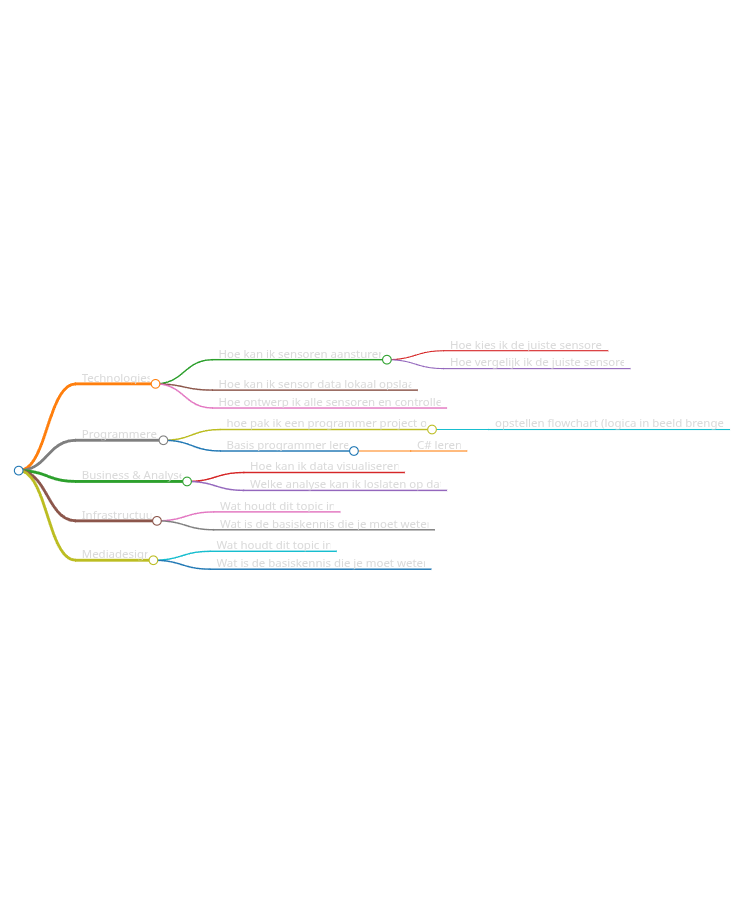 Technologies
Hoe kan ik sensoren aansturen
Hoe kies ik de juiste sensore
Hoe vergelijk ik de juiste sensore
Hoe kan ik sensor data lokaal opslaa
Hoe ontwerp ik alle sensoren en controlle
Programmere
hoe pak ik een programmer project o
opstellen flowchart (logica in beeld brenge
Basis programmer lere
C# leren
Business & Analyse
Hoe kan ik data visualiserer
Welke analyse kan ik loslaten op da
Infrastructuu
Wat houdt dit topic in
Wat is de basiskennis die je moet weten
Mediadesign
Wat houdt dit topic in
Wat is de basiskennis die je moet weten